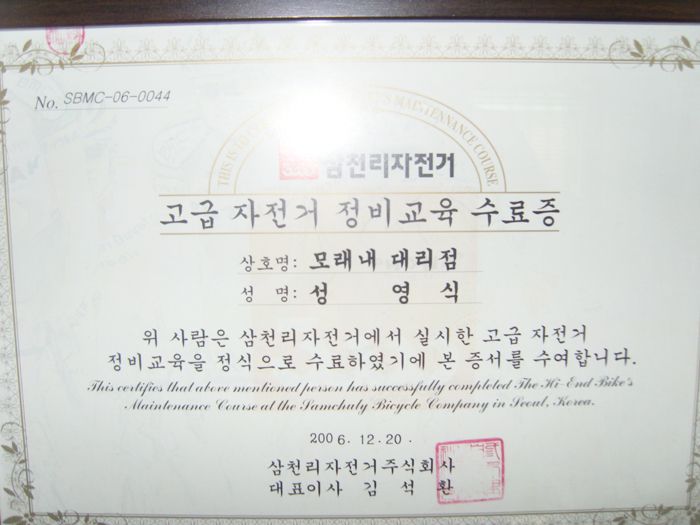 No. SBMC-06-0044
THIS IS TO
S MAINTENNANCE COURSE
삼천리자전거
고급 자전거 정비교육 수료증
상호명: 모래내 대리점
성 명: 성 영 식
위 사람은 삼천리자전거에서 실시한 고급 자전거
정비교육을 정식으로 수료하였기에 본 증서를 수여합니다.
This certifies that above mentioned person has successfully completed The Hi-End Bike's
Maintenance Course at the Samchuly Bicycle Company in Seoul, Korea.
2006. 12. 20.
삼천리자전거주식회사
대표이사 김 석 환